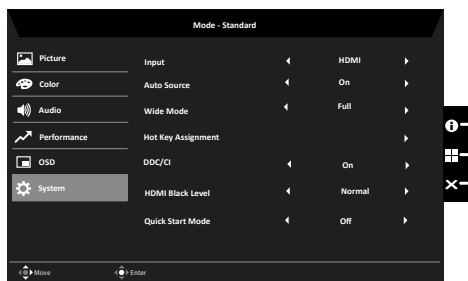 Mode - Standard
Picture
Color
Audio
Performance
OSD
System
Input HDMI
Auto Source On
Wide Mode Full
Hot Key Assignment
DDC/CI On
HDMI Black Level Normal
Quick Start Mode Off
Move Enter